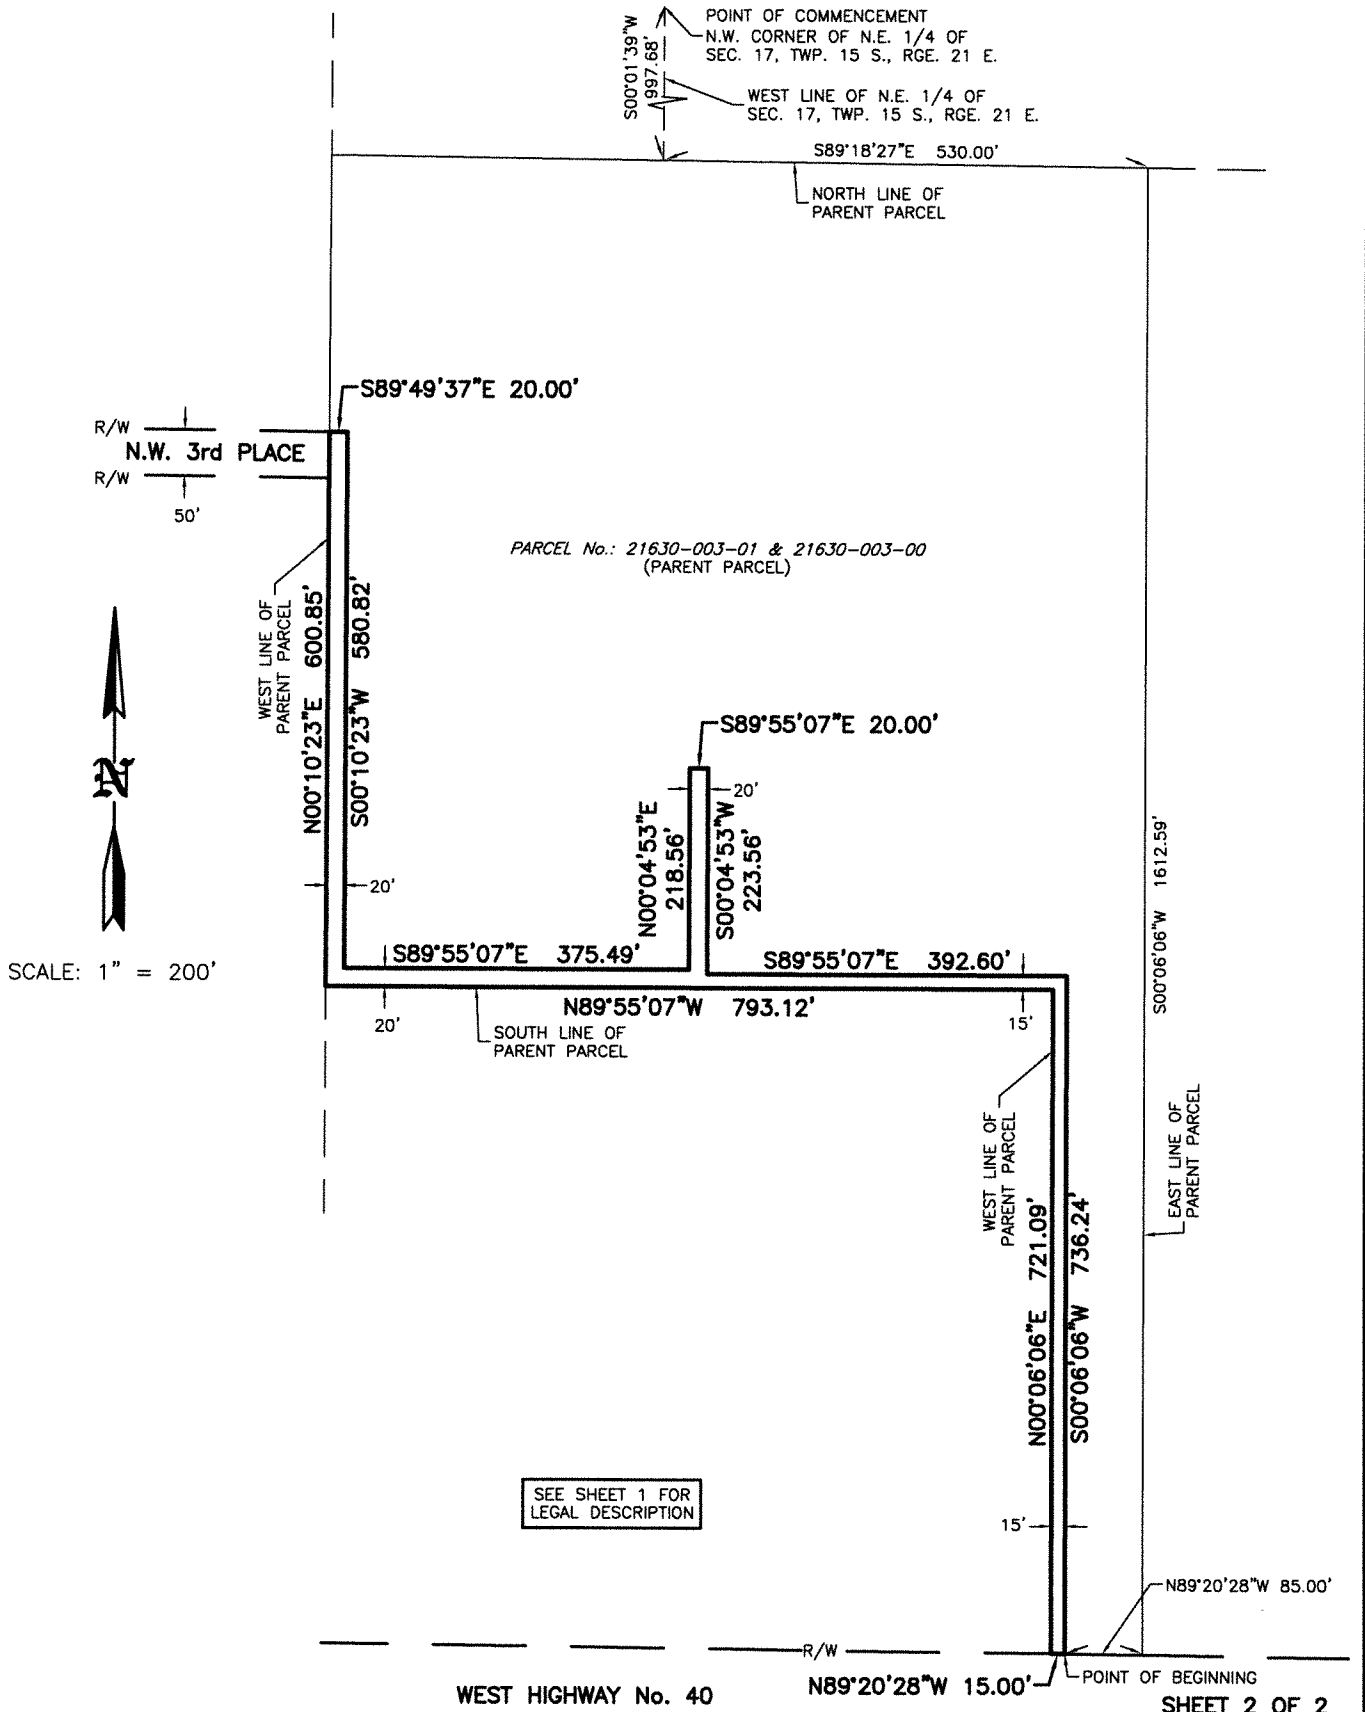 POINT OF COMMENCEMENT
N.W. CORNER OF N.E. 1/4 OF
SEC. 17, TWP. 15 S., RGE. 21 E.
S00°01'39"W
997.68'
WEST LINE OF N.E. 1/4 OF
SEC. 17, TWP. 15 S., RGE. 21 E.
S89°18'27"E 530.00'
NORTH LINE OF
PARENT PARCEL
S89°49'37"E 20.00'
R/W
N.W. 3rd PLACE
R/W
50'
PARCEL No.: 21630-003-01 & 21630-003-00
(PARENT PARCEL)
WEST LINE OF
PARENT PARCEL
N00°10'23"E 600.85'
S00°10'23"W 580.82'
S89°55'07"E 20.00'
20'
N00°04'53"E
218.56'
S00°04'53"W
223.56'
S00°06'06"W 1612.59'
N
20'
SCALE: 1" = 200'
S89°55'07"E 375.49'
S89°55'07"E 392.60'
N89°55'07"W 793.12'
20'
15'
SOUTH LINE OF
PARENT PARCEL
WEST LINE OF
PARENT PARCEL
EAST LINE OF
PARENT PARCEL
N00°06'06"E 721.09'
S00°06'06"W 736.24'
SEE SHEET 1 FOR
LEGAL DESCRIPTION
15'
N89°20'28"W 85.00'
R/W
N89°20'28"W 15.00'
POINT OF BEGINNING
WEST HIGHWAY No. 40
SHEET 2 OF 2